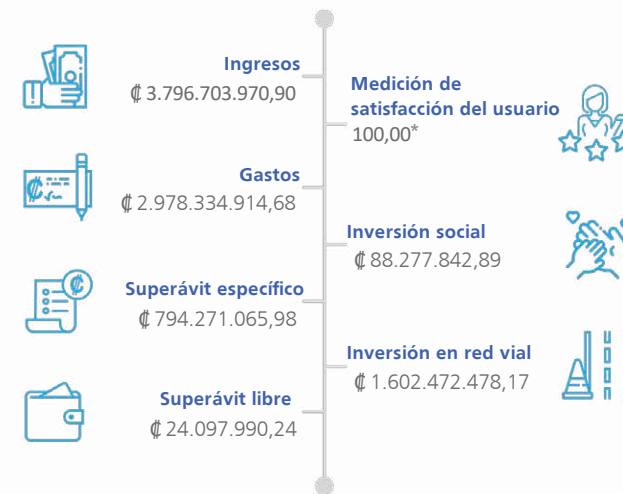 Ingresos
₡ 3.796.703.970,90
Gastos
₡ 2.978.334.914,68
Superávit específico
₡ 794.271.065,98
Superávit libre
₡ 24.097.990,24
Medición de
satisfacción del usuario
100,00*
Inversión social
₡ 88.277.842,89
Inversión en red vial
₡ 1.602.472.478,17